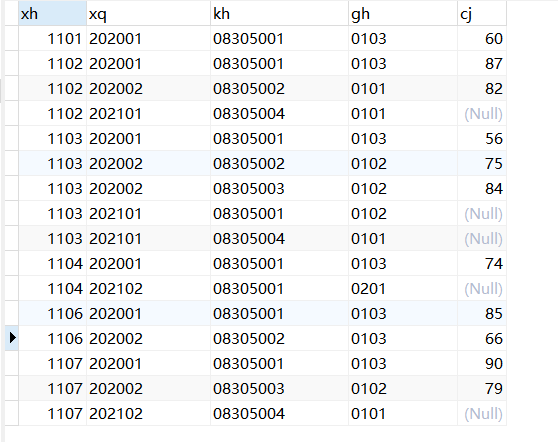 xh xq kh gh cj
1101 202001 08305001 0103 60
1102 202001 08305001 0103 87
1102 202002 08305002 0101 82
1102 202101 08305004 0101 (Null)
1103 202001 08305001 0103 56
1103 202002 08305002 0102 75
1103 202002 08305003 0102 84
1103 202101 08305001 0102 (Null)
1103 202101 08305004 0101 (Null)
1104 202001 08305001 0103 74
1104 202102 08305001 0201 (Null)
1106 202001 08305001 0103 85
1106 202002 08305002 0103 66
1107 202001 08305001 0103 90
1107 202002 08305003 0102 79
1107 202102 08305004 0101 (Null)